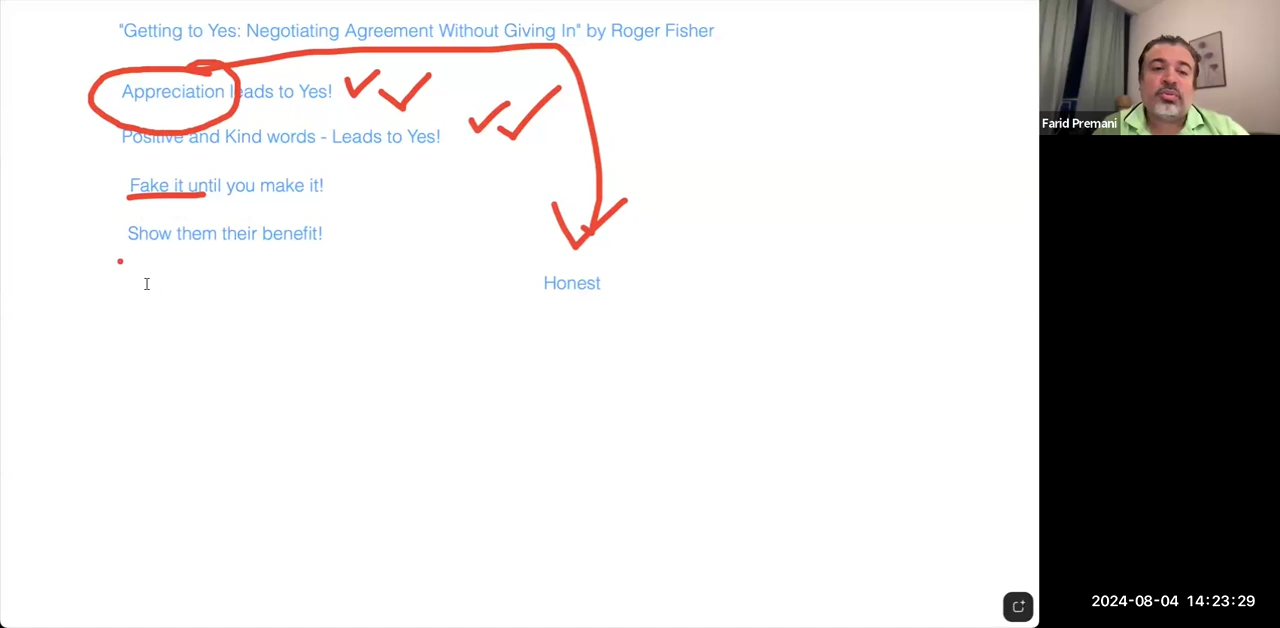 "Getting to Yes: Negotiating Agreement Without Giving In" by Roger Fisher
Appreciation leads to Yes!
Positive and Kind words - Leads to Yes!
Fake it until you make it!
Show them their benefit!
Honest
Farid Premani
2024-08-04 14:23:29